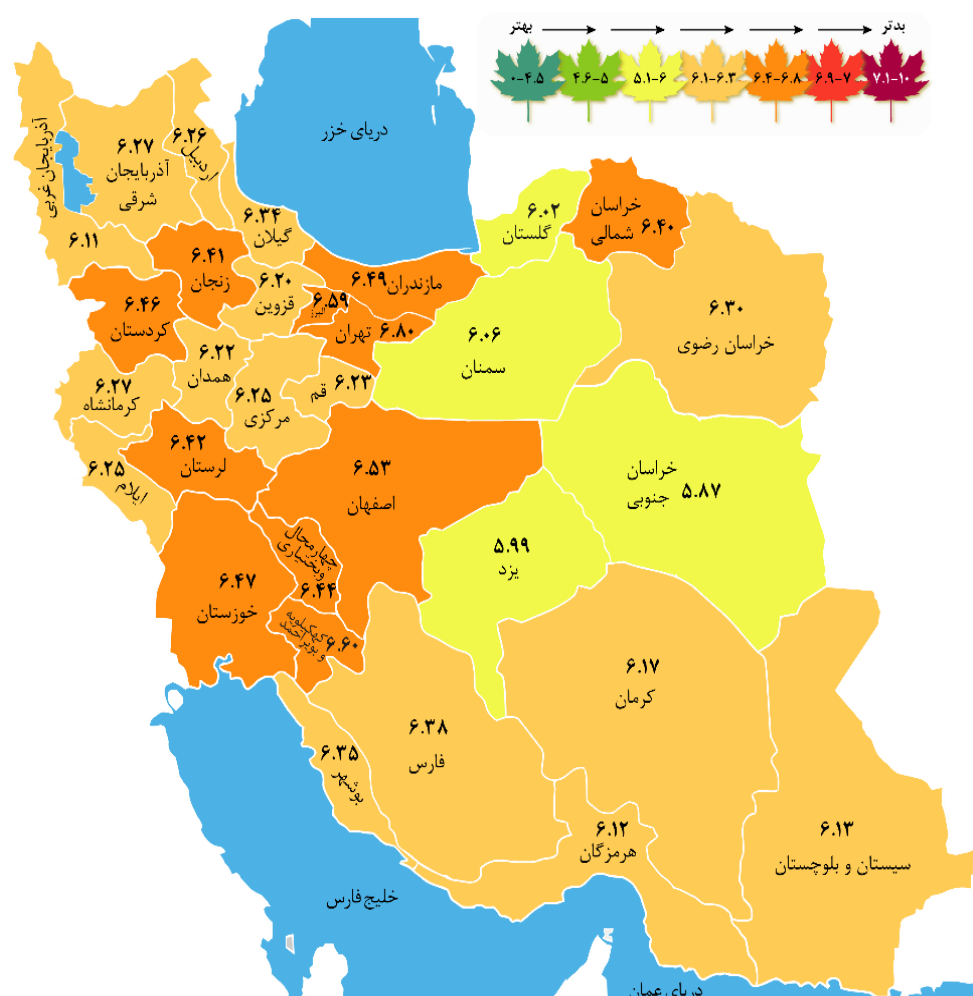 بهتر
بدتر
۰-۴.۵
۴.۶-۵
۵.۱-۶
۶.۱-۶.۳
۶.۴-۶.۸
۶.۹-۷
۷.۱-۱۰
دریای خزر
آذربایجان غربی
۶.۱۱
۶.۲۷
آذربایجان
شرقی
۶.۲۶
اردبیل
۶.۳۴
گیلان
۶.۰۲
گلستان
خراسان
شمالی
۶.۴۰
۶.۴۱
زنجان
۶.۲۰
قزوین
۶.۴۹
مازندران
۶.۵۹
البرز
تهران
۶.۸۰
۶.۰۶
سمنان
۶.۳۰
خراسان رضوی
۶.۴۶
کردستان
۶.۲۲
همدان
۶.۲۷
کرمانشاه
۶.۲۵
مرکزی
قم
۶.۲۳
۶.۴۲
لرستان
۶.۲۵
ایلام
۶.۵۳
اصفهان
خراسان
جنوبی
۵.۸۷
۵.۹۹
یزد
چهارمحال
وبختیاری
۶.۴۴
۶.۴۷
خوزستان
کهکیلویه
و بویراحمد
۶.۶۰
۶.۱۷
کرمان
۶.۳۸
فارس
۶.۳۵
بوشهر
۶.۱۲
هرمزگان
۶.۱۳
سیستان و بلوچستان
خلیج فارس
دریای عمان